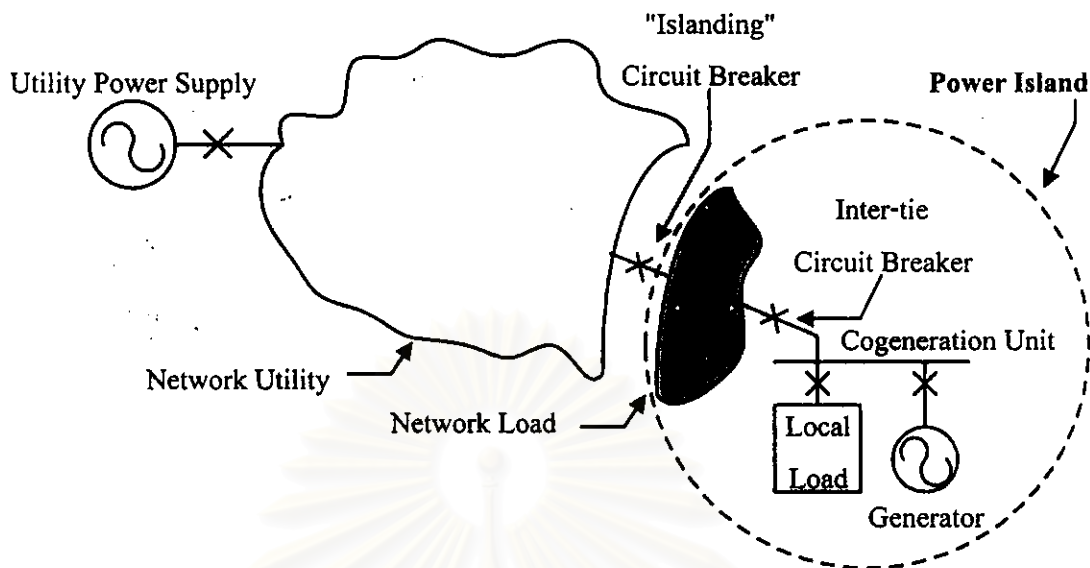 "Islanding"
Circuit Breaker
Utility Power Supply
Power Island
Inter-tie
Circuit Breaker
Cogeneration Unit
Network Utility
Network Load
Local
Load
Generator